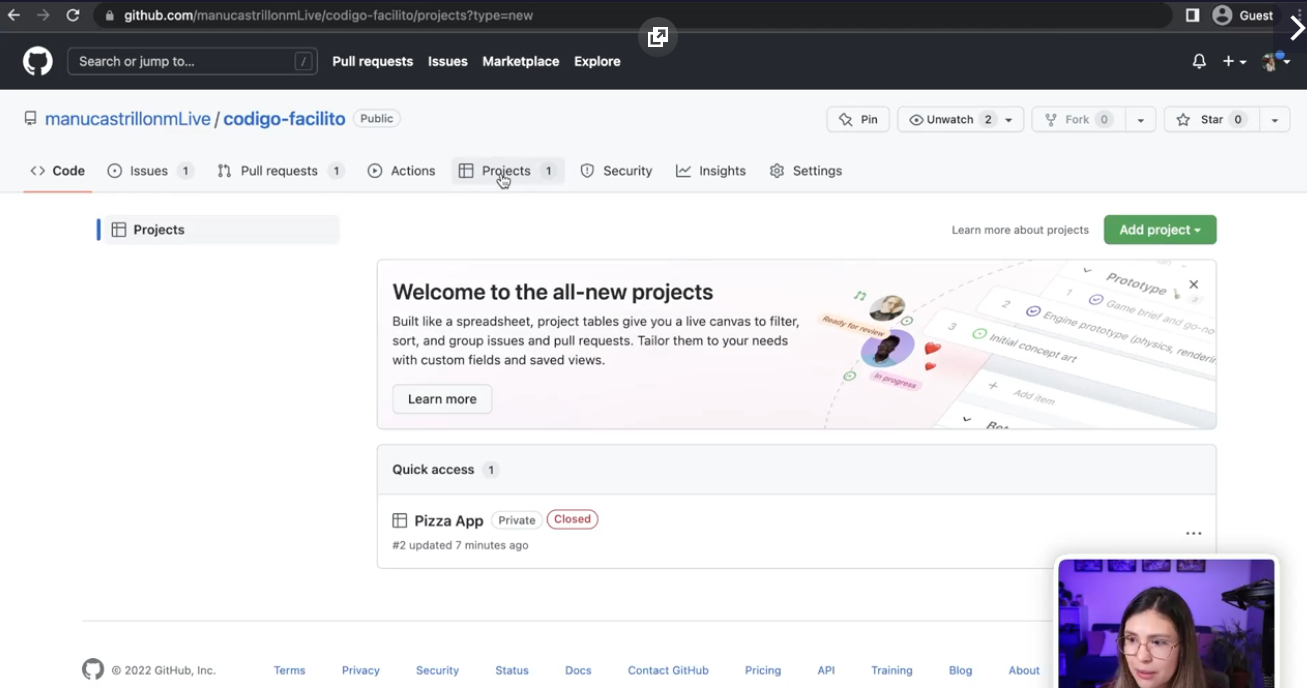 github.com/manucastrillonmLive/codigo-facilito/projects?type=new
Guest
Search or jump to... /
Pull requests Issues Marketplace Explore
manucastrillonmLive / codigo-facilito Public
Pin Unwatch 2 Fork 0 Star 0
Code Issues 1 Pull requests 1 Actions Projects 1 Security Insights Settings
Projects
Learn more about projects Add project
Welcome to the all-new projects
Built like a spreadsheet, project tables give you a live canvas to filter,
sort, and group issues and pull requests. Tailor them to your needs
with custom fields and saved views.
Learn more
Ready for review
In progress
Prototype
1 Game brief and go-no
2 Engine prototype (physics, renderin
3 Initial concept art
+ Add item
Quick access 1
Pizza App Private Closed
#2 updated 7 minutes ago
© 2022 GitHub, Inc. Terms Privacy Security Status Docs Contact GitHub Pricing API Training Blog About